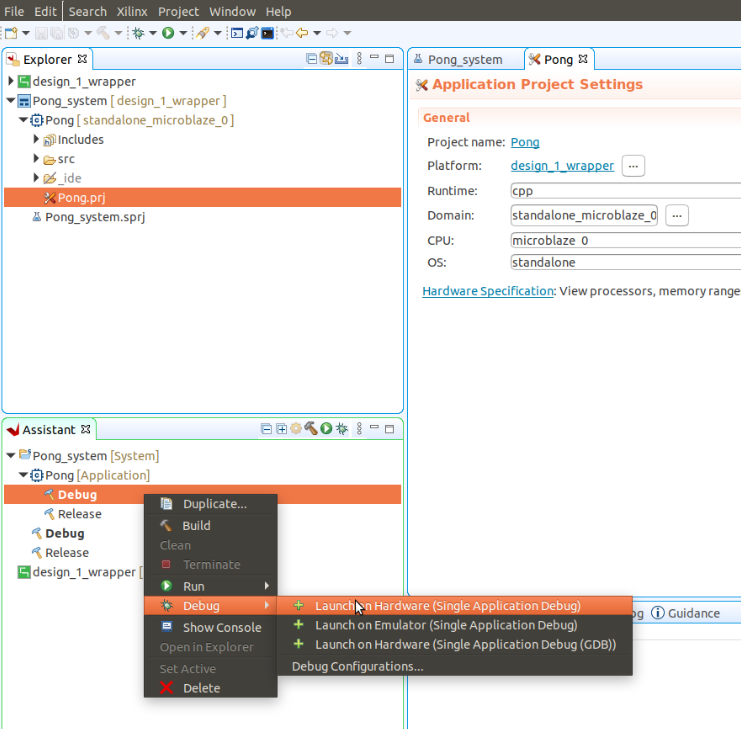 File Edit Search Xilinx Project Window Help
Explorer
design_1_wrapper
Pong_system [ design_1_wrapper ]
Pong [ standalone_microblaze_0 ]
Includes
src
_ide
Pong.prj
Pong_system.sprj
Pong_system Pong
Application Project Settings
General
Project name: Pong
Platform: design_1_wrapper ...
Runtime: cpp
Domain: standalone_microblaze_0 ...
CPU: microblaze_0
OS: standalone
Hardware Specification: View processors, memory range
Assistant
Pong_system [System]
Pong [Application]
Debug
Release
Debug
Release
design_1_wrapper [
Duplicate...
Build
Clean
Terminate
Run
Debug
Show Console
Open in Explorer
Set Active
Delete
Launch on Hardware (Single Application Debug)
Launch on Emulator (Single Application Debug)
Launch on Hardware (Single Application Debug (GDB))
Debug Configurations...
og Guidance